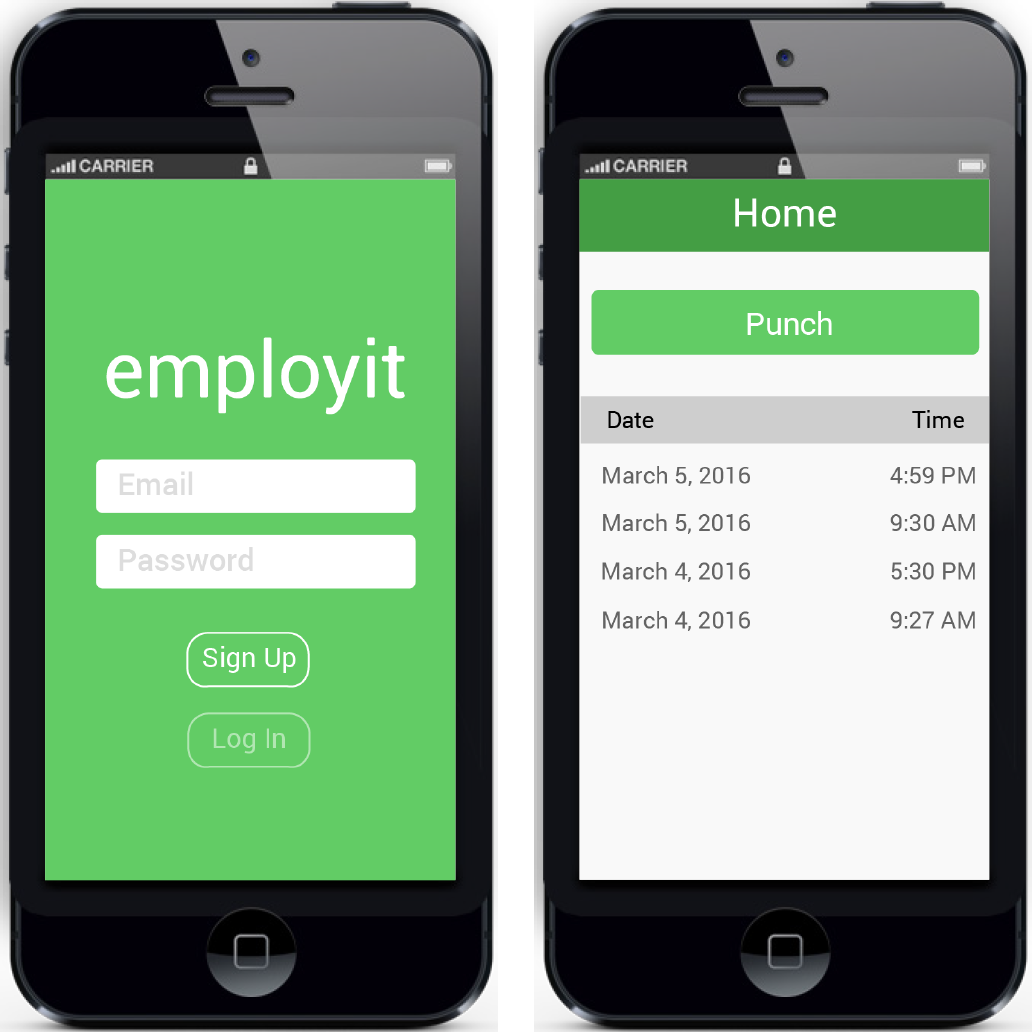 CARRIER
employit
Email
Password
Sign Up
Log In
CARRIER
Home
Punch
Date Time
March 5, 2016 4:59 PM
March 5, 2016 9:30 AM
March 4, 2016 5:30 PM
March 4, 2016 9:27 AM